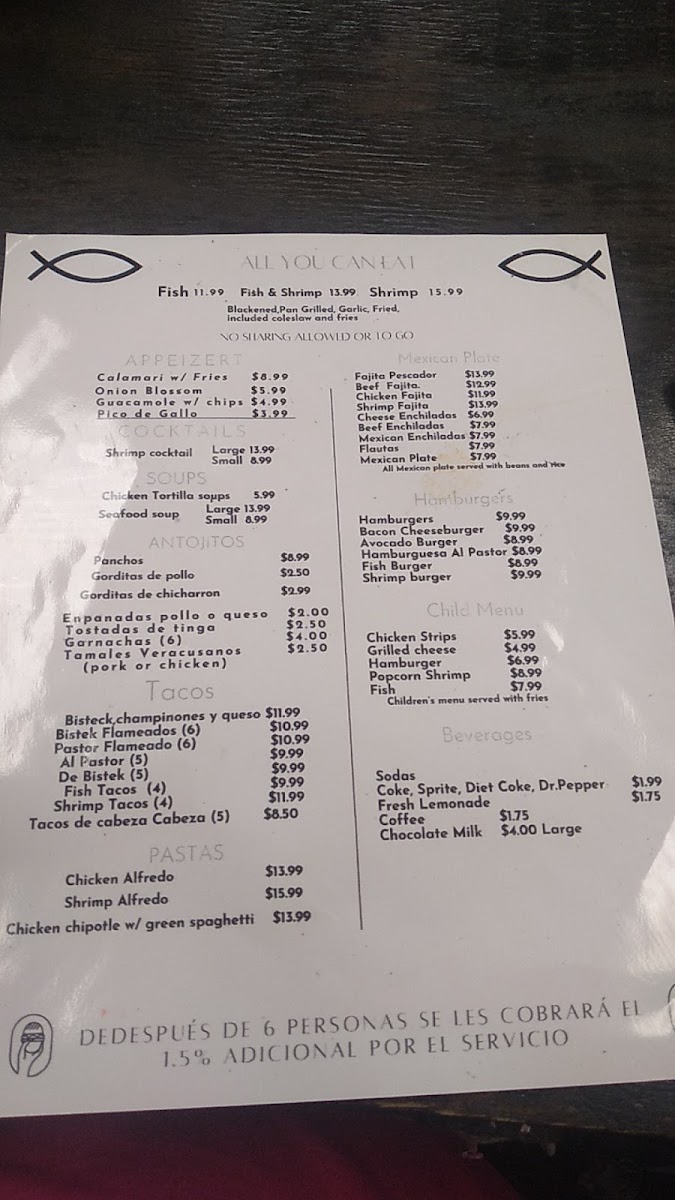 ALL YOU CAN EAT
Fish 11.99 Fish & Shrimp 13.99 Shrimp 15.99
Blackened,Pan Grilled, Garlic, Fried,
included coleslaw and fries
NO SHARING ALLOWED OR TO GO
APPEIZERT
Calamari w/ Fries $8.99
Onion Blossom $5.99
Guacamole w/ chips $4.99
Pico de Gallo $3.99
COCKTAILS
Shrimp cocktail Large 13.99
Small 8.99
SOUPS
Chicken Tortilla soups 5.99
Seafood soup Large 13.99
Small 8.99
ANTOJITOS
Panchos $8.99
Gorditas de pollo $2.50
Gorditas de chicharron $2.99
Enpanadas pollo o queso $2.00
Tostadas de tinga $2.50
Garnachas (6) $4.00
Tamales Veracusanos $2.50
(pork or chicken)
Tacos
Bisteck,champinones y queso $11.99
Bistek Flameados (6) $10.99
Pastor Flameado (6) $10.99
Al Pastor (5) $9.99
De Bistek (5) $9.99
Fish Tacos (4) $9.99
Shrimp Tacos (4) $11.99
Tacos de cabeza Cabeza (5) $8.50
PASTAS
Chicken Alfredo $13.99
Shrimp Alfredo $15.99
Chicken chipotle w/ green spaghetti $13.99
Mexican Plate
Fajita Pescador $13.99
Beef Fajita. $12.99
Chicken Fajita $11.99
Shrimp Fajita $13.99
Cheese Enchiladas $6.99
Beef Enchiladas $7.99
Mexican Enchiladas $7.99
Flautas $7.99
Mexican Plate $7.99
All Mexican plate served with beans and rice
Hamburgers
Hamburgers $9.99
Bacon Cheeseburger $9.99
Avocado Burger $8.99
Hamburguesa Al Pastor $8.99
Fish Burger $8.99
Shrimp burger $9.99
Child Menu
Chicken Strips $5.99
Grilled cheese $4.99
Hamburger $6.99
Popcorn Shrimp $8.99
Fish $7.99
Children's menu served with fries
Beverages
Sodas
Coke, Sprite, Diet Coke, Dr.Pepper $1.99
Fresh Lemonade $1.75
Coffee $1.75
Chocolate Milk $4.00 Large
DEDESPUÉS DE 6 PERSONAS SE LES COBRARÁ EL
1.5% ADICIONAL POR EL SERVICIO